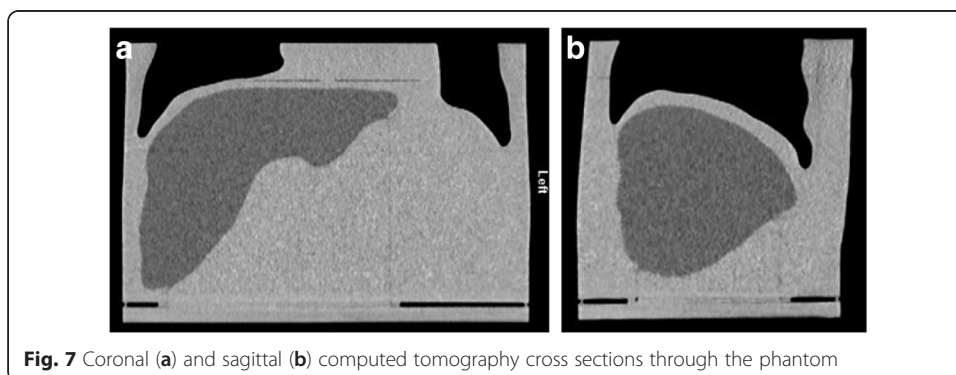 a
b
Left
Fig. 7 Coronal (a) and sagittal (b) computed tomography cross sections through the phantom